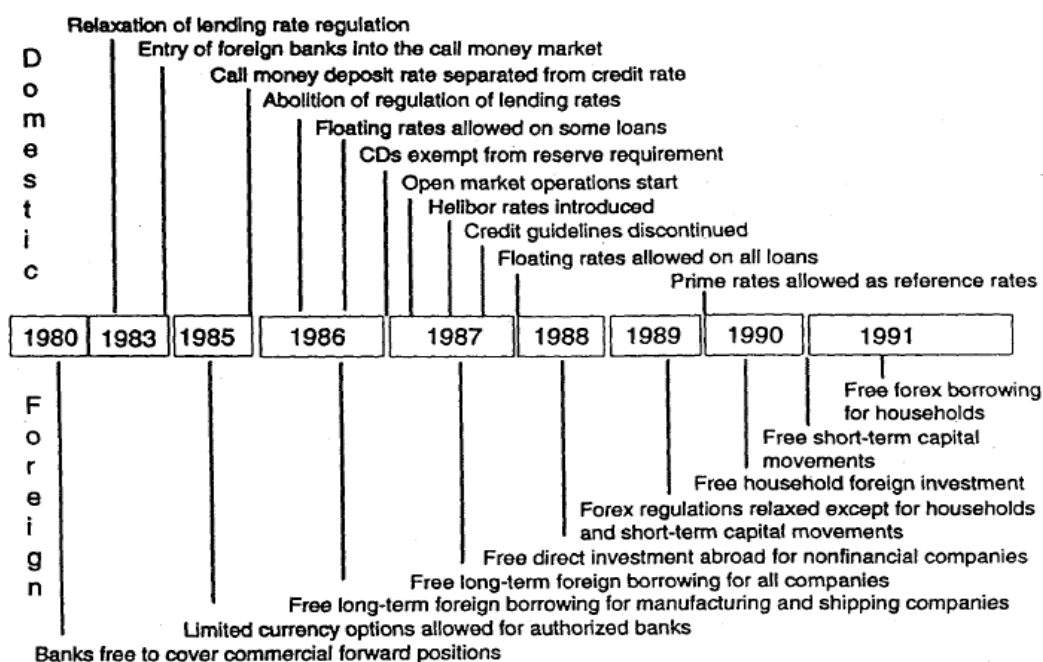 Relaxation of lending rate regulation
Entry of foreign banks into the call money market
Call money deposit rate separated from credit rate
Abolition of regulation of lending rates
Floating rates allowed on some loans
CDs exempt from reserve requirement
Open market operations start
Helibor rates introduced
Credit guidelines discontinued
Floating rates allowed on all loans
Prime rates allowed as reference rates
Domestic
1980 1983 1985 1986 1987 1988 1989 1990 1991
Foreign
Free forex borrowing
for households
Free short-term capital
movements
Free household foreign investment
Forex regulations relaxed except for households
and short-term capital movements
Free direct investment abroad for nonfinancial companies
Free long-term foreign borrowing for all companies
Free long-term foreign borrowing for manufacturing and shipping companies
Limited currency options allowed for authorized banks
Banks free to cover commercial forward positions